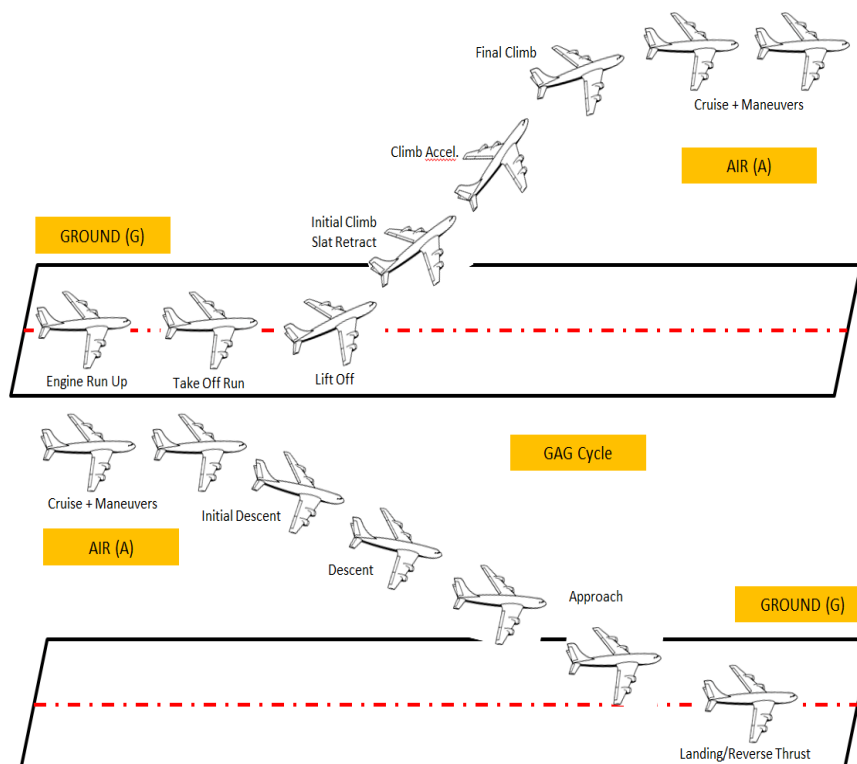 Final Climb
Cruise + Maneuvers
Climb Accel.
AIR (A)
Initial Climb
Slat Retract
GROUND (G)
Engine Run Up
Take Off Run
Lift Off
GAG Cycle
Cruise + Maneuvers
Initial Descent
AIR (A)
Descent
Approach
GROUND (G)
Landing/Reverse Thrust